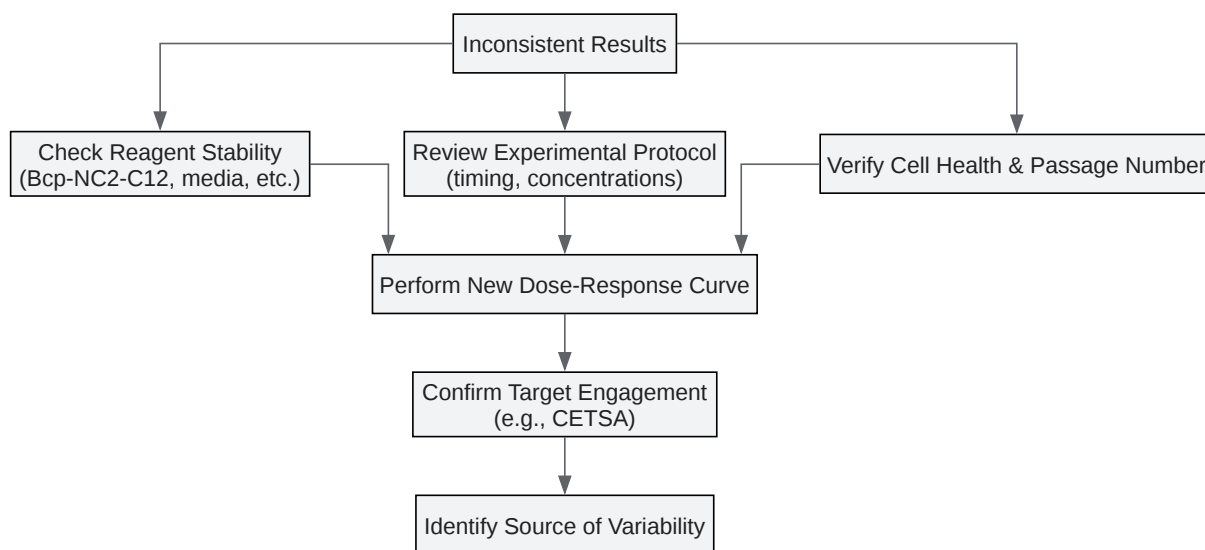 Inconsistent Results
Check Reagent Stability
(Bcp-NC2-C12, media, etc.)
Review Experimental Protocol
(timing, concentrations)
Verify Cell Health & Passage Number
Perform New Dose-Response Curve
Confirm Target Engagement
(e.g., CETSA)
Identify Source of Variability